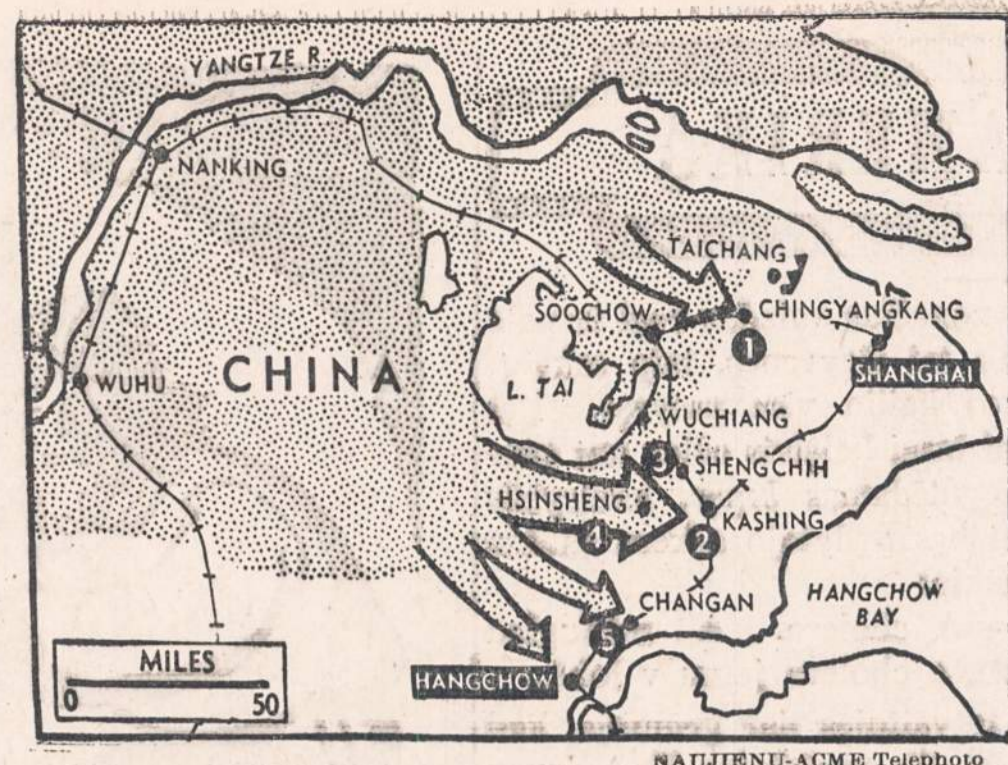 YANGTZE R.
NANKING
TAICHANG
SOOCHOW
CHINGYANGKANG
1
SHANGHAI
WUHU
CHINA
L. TAI
WUCHIANG
3
SHENGCHIH
HSINSHENG
KASHING
4
2
CHANGAN
HANGCHOW
BAY
5
MILES
0 50
HANGCHOW
NAUJIENU-ACME Telephoto